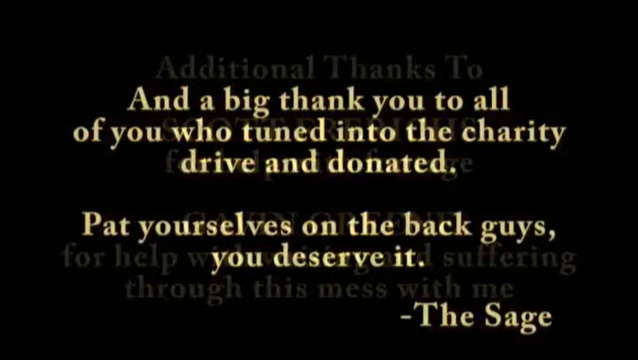 Additional Thanks To
And a big thank you to all
of you who tuned into the charity
drive and donated.
Pat yourselves on the back guys,
you deserve it.
for help with and suffering
through this mess with me
-The Sage